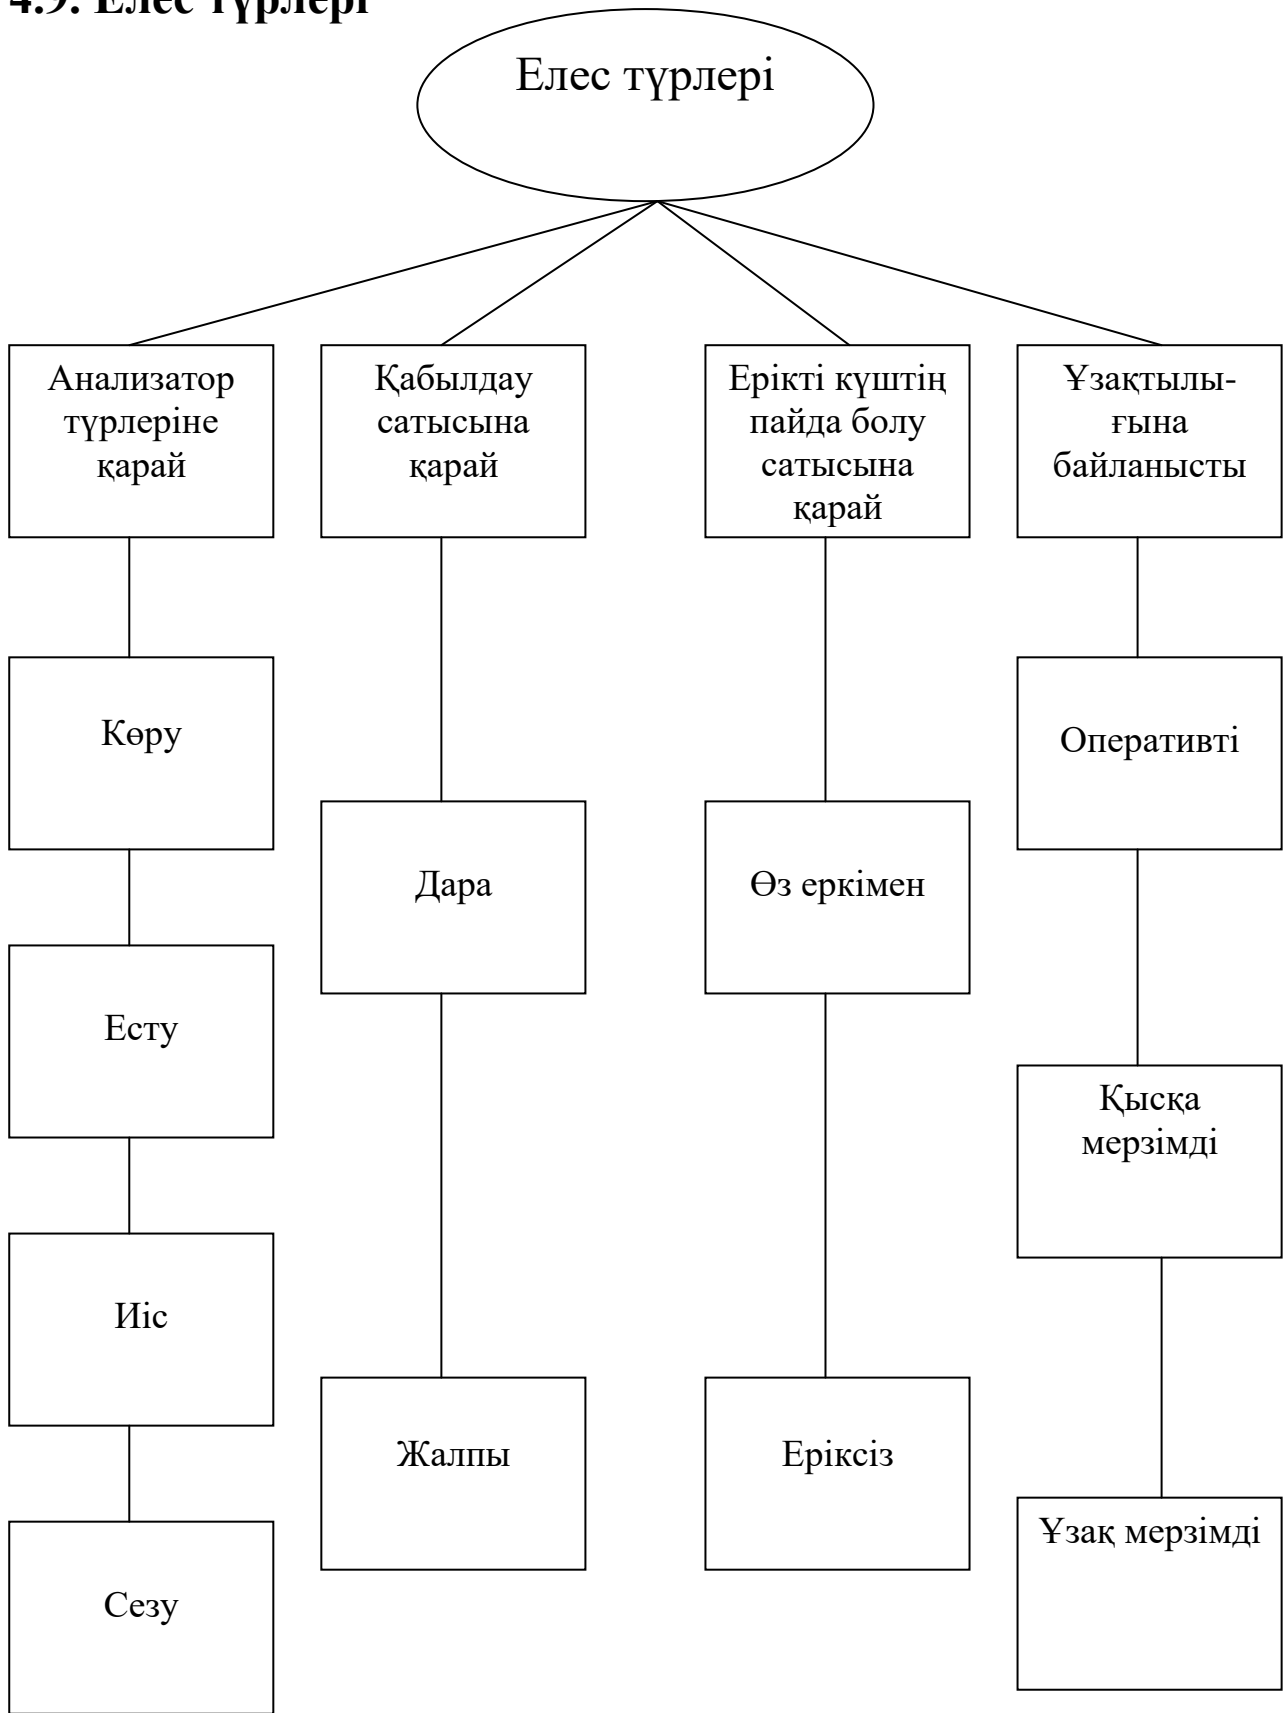 4.9. Елес түрлері
Елес түрлері
Анализатор
түрлеріне
қарай
Қабылдау
сатысына
қарай
Ерікті күштің
пайда болу
сатысына
қарай
Ұзақтылы-
ғына
байланысты
Көру
Оперативті
Дара
Өз еркімен
Есту
Қысқа
мерзімді
Иіс
Жалпы
Еріксіз
Ұзақ мерзімді
Сезу